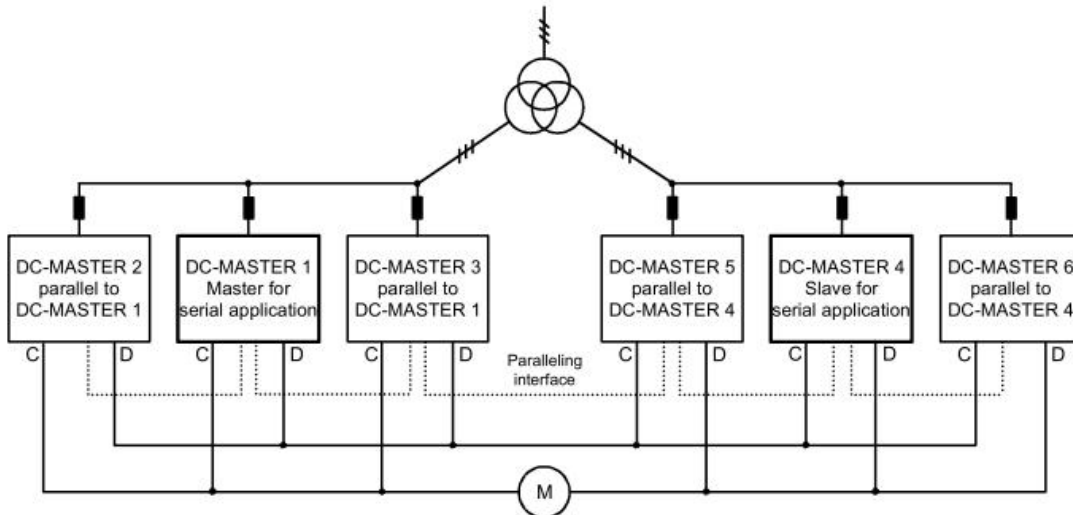 DC-MASTER 2
parallel to
DC-MASTER 1
DC-MASTER 1
Master for
serial application
DC-MASTER 3
parallel to
DC-MASTER 1
DC-MASTER 5
parallel to
DC-MASTER 4
DC-MASTER 4
Slave for
serial application
DC-MASTER 6
parallel to
DC-MASTER 4
C D C D C D C D C D C D
Paralleling
interface
M